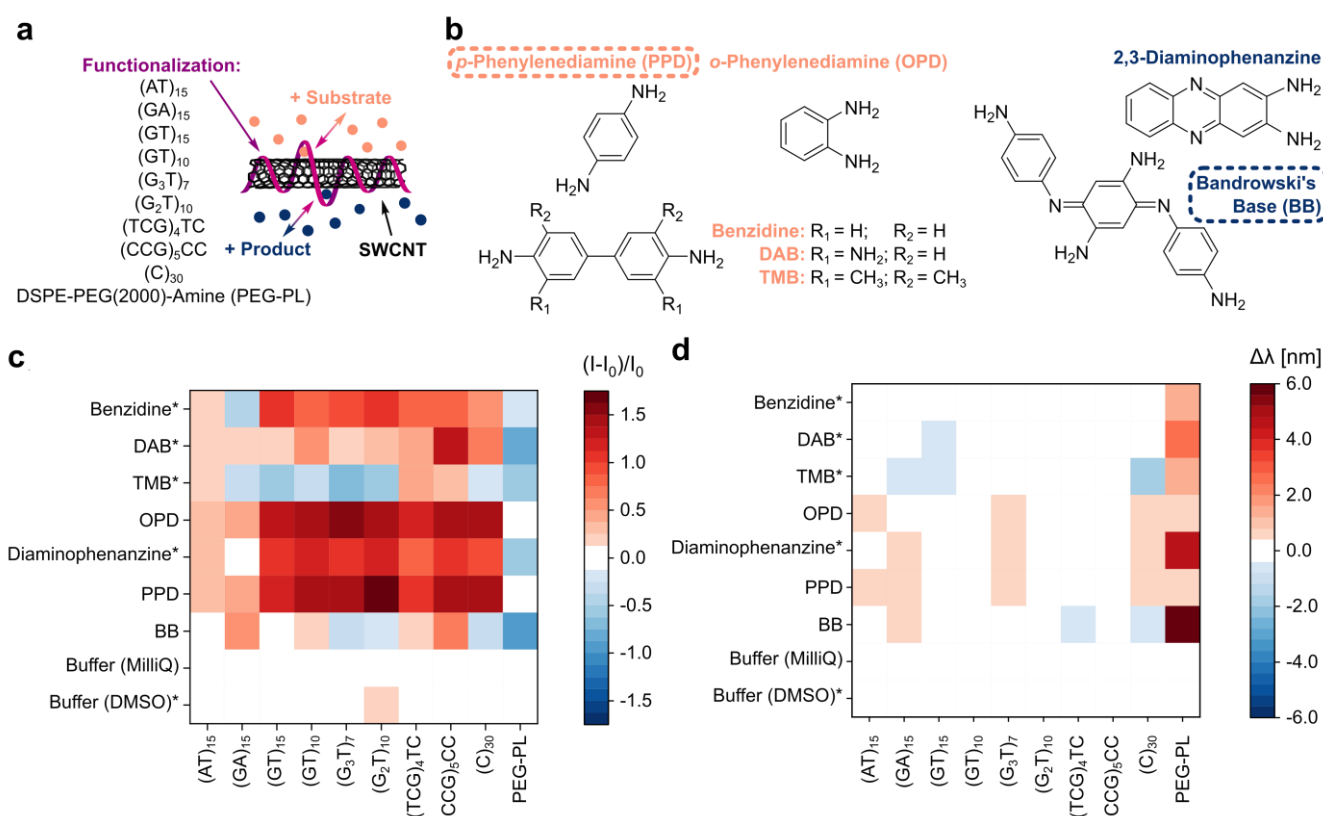 a
Functionalization:
(AT)₁₅
(GA)₁₅
(GT)₁₅
(GT)₁₀
(G₃T)₇
(G₂T)₁₀
(TCG)₄TC
(CCG)₅CC
(C)₃₀
DSPE-PEG(2000)-Amine (PEG-PL)
+ Substrate
+ Product
SWCNT
b
p-Phenylenediamine (PPD)
o-Phenylenediamine (OPD)
NH₂
H₂N
NH₂
NH₂
R₂
R₂
H₂N
NH₂
R₁
R₁
Benzidine: R₁ = H; R₂ = H
DAB: R₁ = NH₂; R₂ = H
TMB: R₁ = CH₃; R₂ = CH₃
2,3-Diaminophenanzine
N
NH₂
N
NH₂
H₂N
NH₂
N
N
H₂N
NH₂
Bandrowski's
Base (BB)
c
(I-I₀)/I₀
Benzidine*
DAB*
TMB*
OPD
Diaminophenanzine*
PPD
BB
Buffer (MilliQ)
Buffer (DMSO)*
(AT)₁₅
(GA)₁₅
(GT)₁₅
(GT)₁₀
(G₃T)₇
(G₂T)₁₀
(TCG)₄TC
CCG)₅CC
(C)₃₀
PEG-PL
1.5
1.0
0.5
0.0
-0.5
-1.0
-1.5
d
Δλ [nm]
Benzidine*
DAB*
TMB*
OPD
Diaminophenanzine*
PPD
BB
Buffer (MilliQ)
Buffer (DMSO)*
(AT)₁₅
(GA)₁₅
(GT)₁₅
(GT)₁₀
(G₃T)₇
(G₂T)₁₀
(TCG)₄TC
CCG)₅CC
(C)₃₀
PEG-PL
6.0
4.0
2.0
0.0
-2.0
-4.0
-6.0